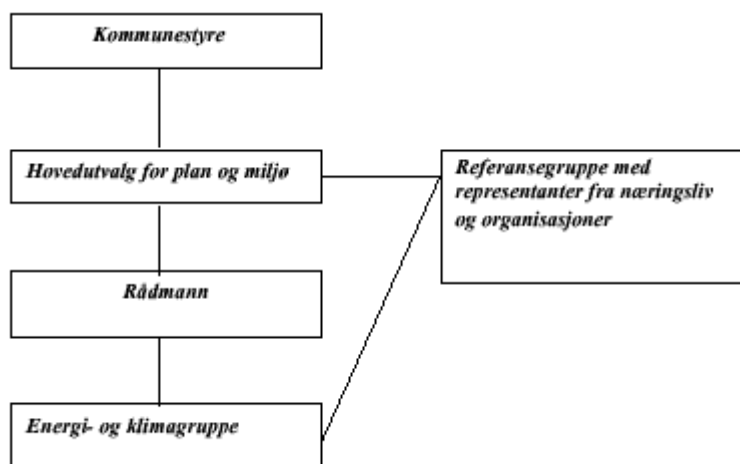 Kommunestyre
Hovedutvalg for plan og miljø
Referansegruppe med
representanter fra næringsliv
og organisasjoner
Rådmann
Energi- og klimagruppe